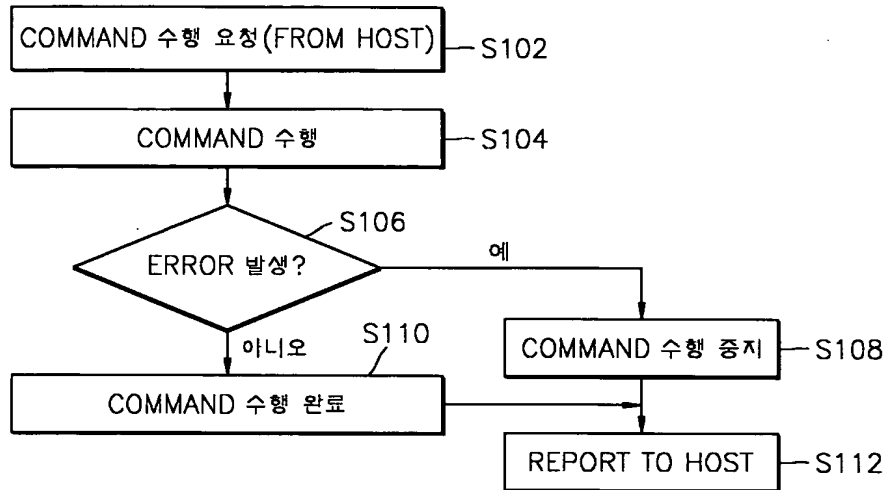 COMMAND 수행 요청(FROM HOST)
S102
COMMAND 수행
S104
S106
ERROR 발생?
예
아니오
S110
COMMAND 수행 중지
S108
COMMAND 수행 완료
REPORT TO HOST
S112